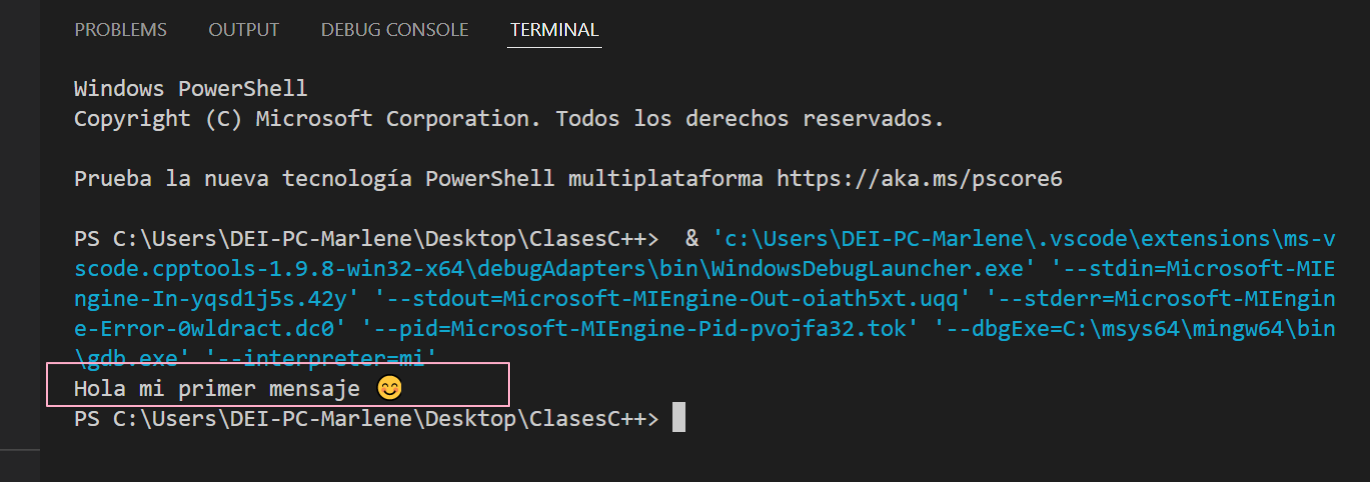 PROBLEMS OUTPUT DEBUG CONSOLE TERMINAL
Windows PowerShell
Copyright (C) Microsoft Corporation. Todos los derechos reservados.
Prueba la nueva tecnología PowerShell multiplataforma https://aka.ms/pscore6
PS C:\Users\DEI-PC-Marlene\Desktop\ClasesC++>  & 'c:\Users\DEI-PC-Marlene\.vscode\extensions\ms-v
scode.cpptools-1.9.8-win32-x64\debugAdapters\bin\WindowsDebugLauncher.exe' '--stdin=Microsoft-MIE
ngine-In-yqsd1j5s.42y' '--stdout=Microsoft-MIEngine-Out-oiath5xt.uqq' '--stderr=Microsoft-MIEngin
e-Error-0wldract.dc0' '--pid=Microsoft-MIEngine-Pid-pvojfa32.tok' '--dbgExe=C:\msys64\mingw64\bin
\gdb.exe' '--interpreter=mi'
Hola mi primer mensaje 😊
PS C:\Users\DEI-PC-Marlene\Desktop\ClasesC++>